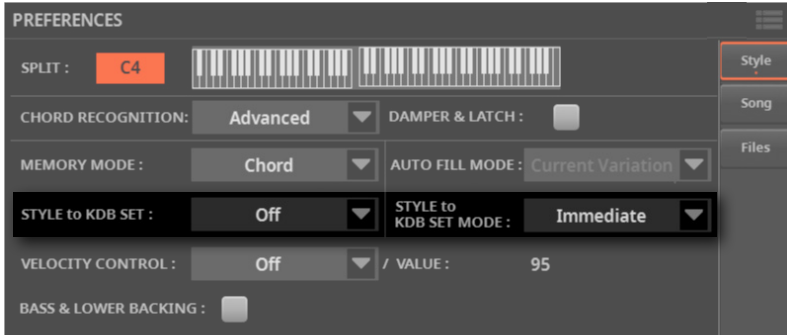 PREFERENCES
SPLIT : C4
Style
CHORD RECOGNITION: Advanced DAMPER & LATCH :
Song
MEMORY MODE : Chord AUTO FILL MODE : Current Variation
Files
STYLE to KDB SET : Off STYLE to
KDB SET MODE : Immediate
VELOCITY CONTROL : Off / VALUE : 95
BASS & LOWER BACKING :